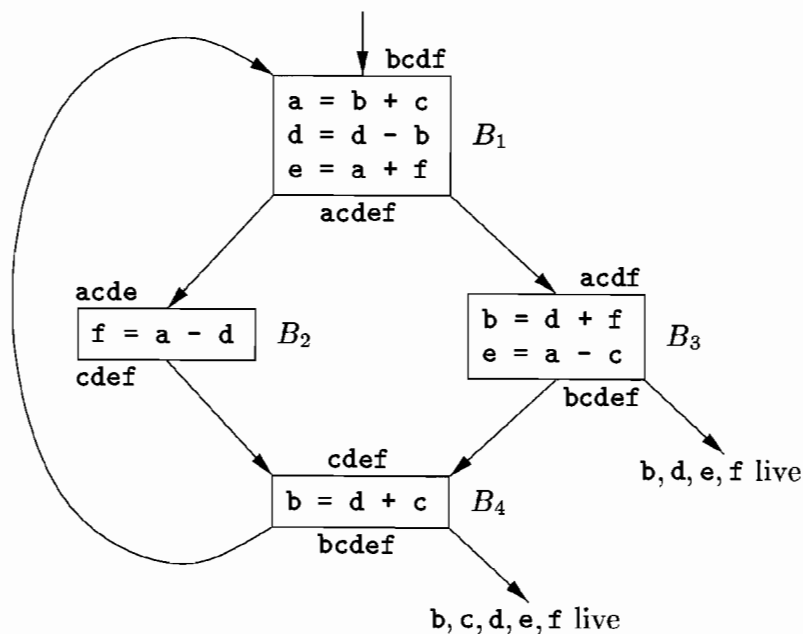 bcdf
a = b + c
d = d - b
e = a + f
B₁
acdef
acde
f = a - d
B₂
cdef
acdf
b = d + f
e = a - c
B₃
bcdef
b, d, e, f live
cdef
b = d + c
B₄
bcdef
b, c, d, e, f live